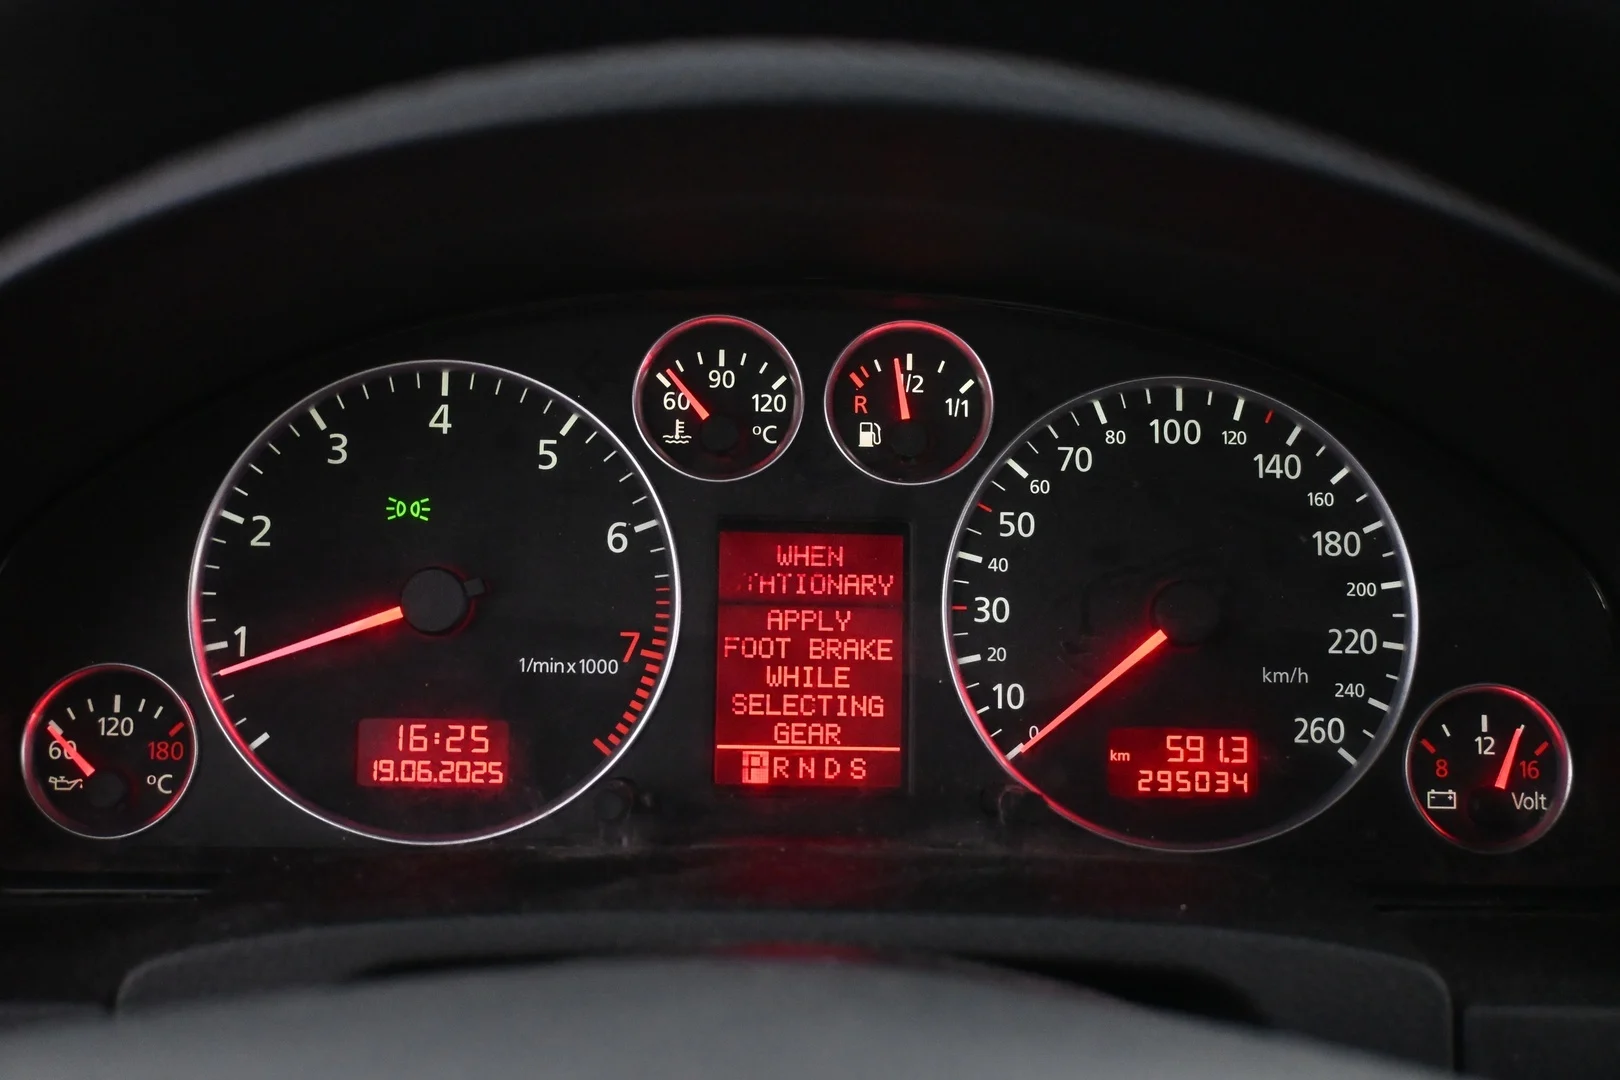 1
2
3
4
5
6
7
1/min x 1000
16:25
19.06.2025
60
120
180
°C
60
90
120
°C
R
1/2
1/1
WHEN
TATIONARY
APPLY
FOOT BRAKE
WHILE
SELECTING
GEAR
PRNDS
0
10
20
30
40
50
60
70
80
100
120
140
160
180
200
220
240
260
km/h
km 591.3
295034
8
12
16
Volt